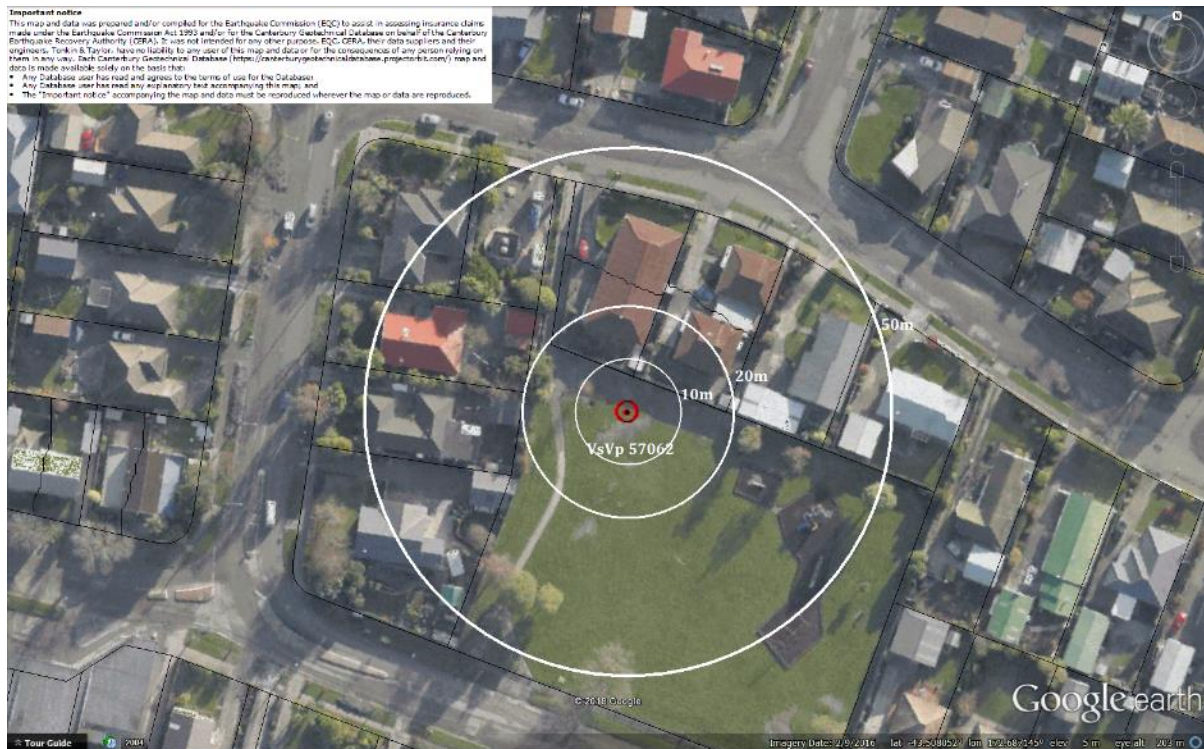 Important notice
This map and data was prepared and/or compiled for the Earthquake Commission (EQC) to assist in assessing insurance claims
made under the Earthquake Commission Act 1993 and/or for the Canterbury Geotechnical Database on behalf of the Canterbury
Earthquake Recovery Authority (CERA). It was not intended for any other purpose. EQC, CERA, their data suppliers and their
engineers, Tonkin & Taylor, have no liability to any user of this map and data or for the consequences of any person relying on
them in any way. Each Canterbury Geotechnical Database (https://canterburygeotechnicaldatabase.projectorbit.com/) map and
data is made available solely on the basis that:
• Any Database user has read and agrees to the terms of use for the Database;
• Any Database user has read any explanatory text accompanying this map; and
• The "Important notice" accompanying the map and data must be reproduced wherever the map or data are reproduced.
N
50m
20m
10m
VsVp 57062
© 2018 Google
Google earth
Tour Guide
2004
Imagery Date: 2/9/2016 lat -43.508052° lon 172.687145° elev 5 m eye alt 203 m